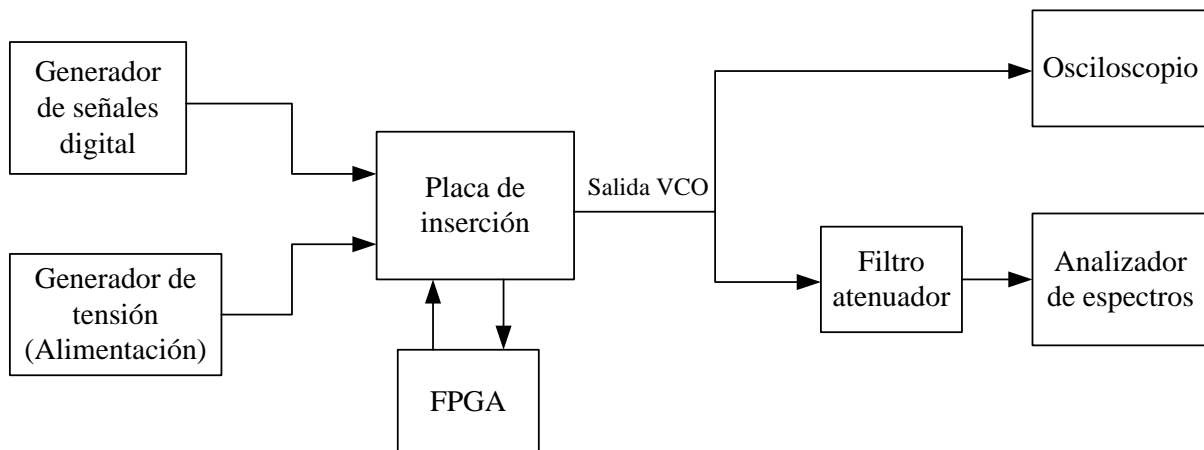 Generador
de señales
digital
Generador de
tensión
(Alimentación)
Placa de
inserción
FPGA
Salida VCO
Osciloscopio
Filtro
atenuador
Analizador
de espectros